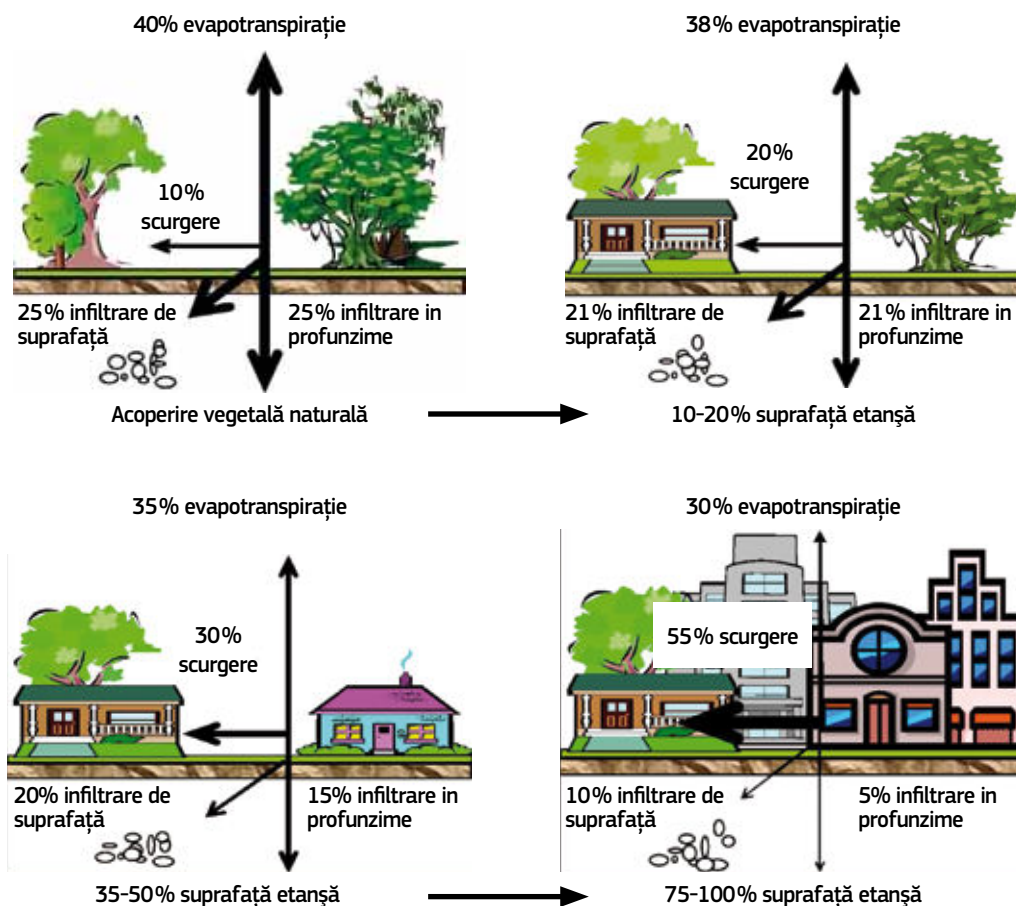 40% evapotranspirație
10%
scurgere
25% infiltrare de
suprafață
25% infiltrare in
profunzime
Acoperire vegetală naturală
38% evapotranspirație
20%
scurgere
21% infiltrare de
suprafață
21% infiltrare in
profunzime
10-20% suprafață etanşă
35% evapotranspirație
30%
scurgere
20% infiltrare de
suprafață
15% infiltrare in
profunzime
35-50% suprafață etanşă
30% evapotranspirație
55% scurgere
10% infiltrare de
suprafață
5% infiltrare in
profunzime
75-100% suprafață etanşă